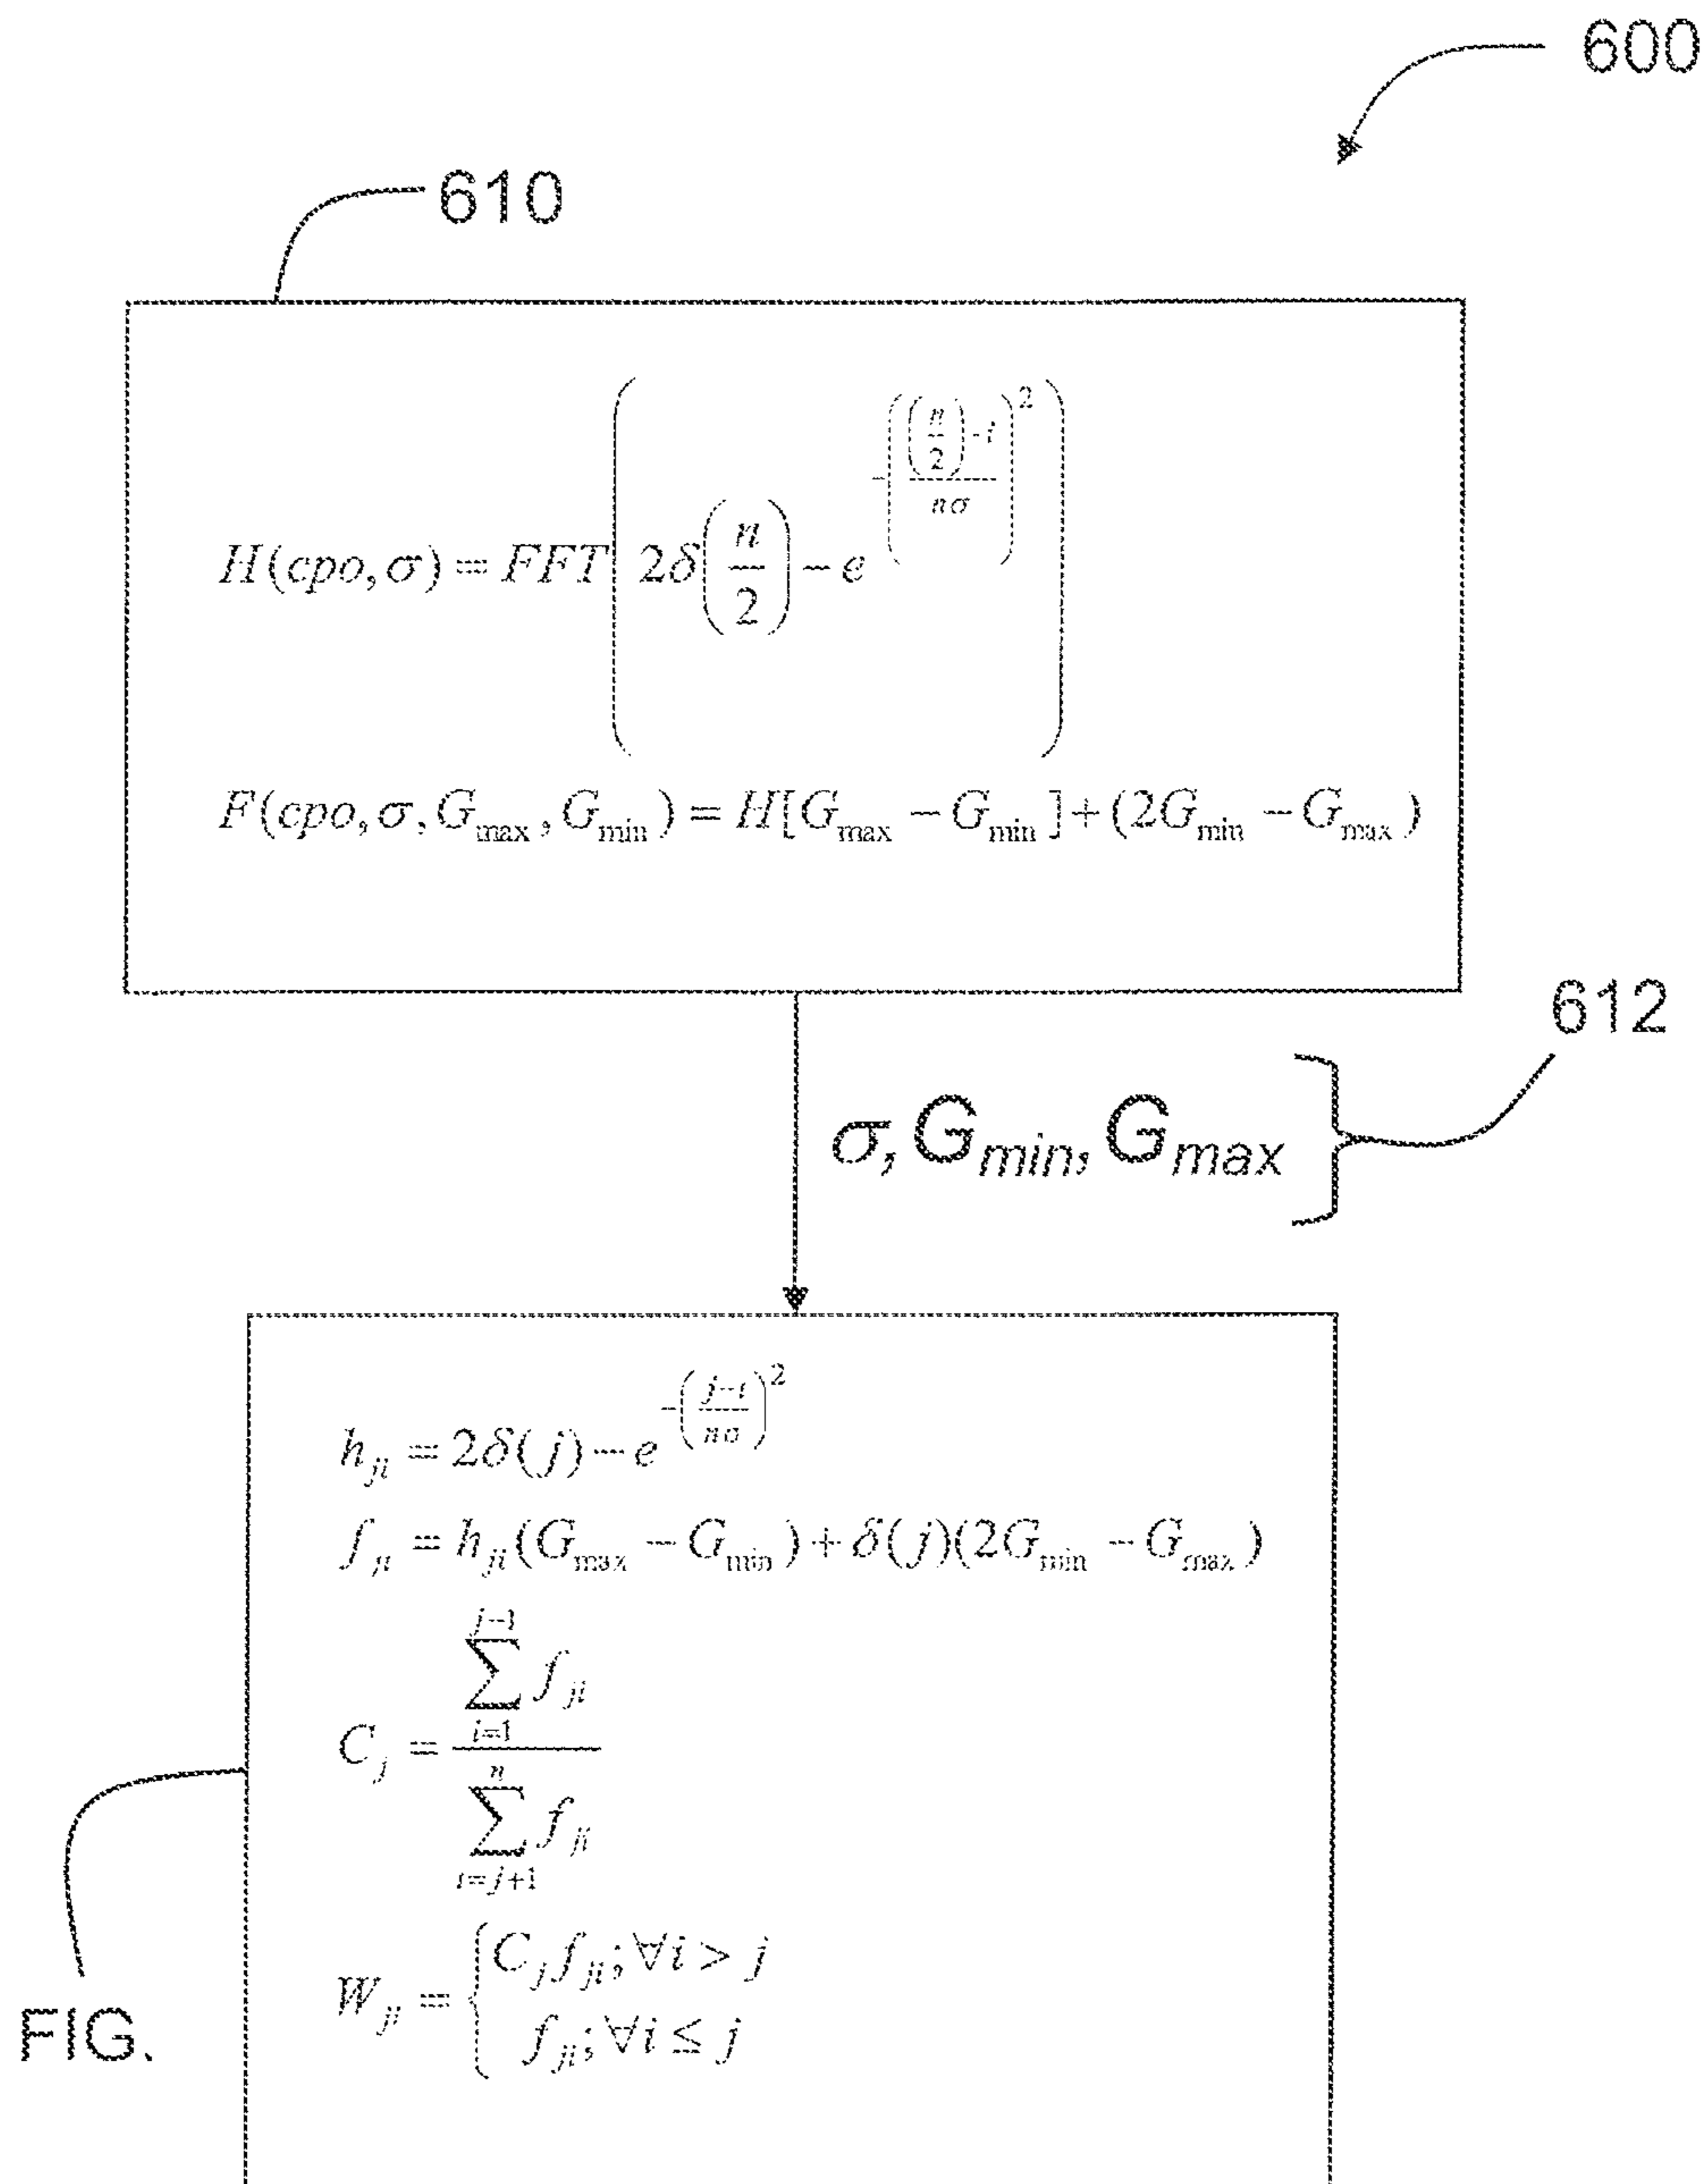 600
610
H(cpo, σ) = FFT( 2δ(n/2) - e^-(((n/2)-i)/nσ)^2 )
F(cpo, σ, G_max, G_min) = H[G_max - G_min] + (2G_min - G_max)
612
σ, G_min, G_max
h_ji = 2δ(j) - e^-((j-i)/nσ)^2
f_ji = h_ji(G_max - G_min) + δ(j)(2G_min - G_max)
C_j = ∑_{i=1}^{j-1} f_ji / ∑_{i=j+1}^{n} f_ji
W_ji = { C_j f_ji; ∀i > j
f_ji; ∀i ≤ j
FIG.